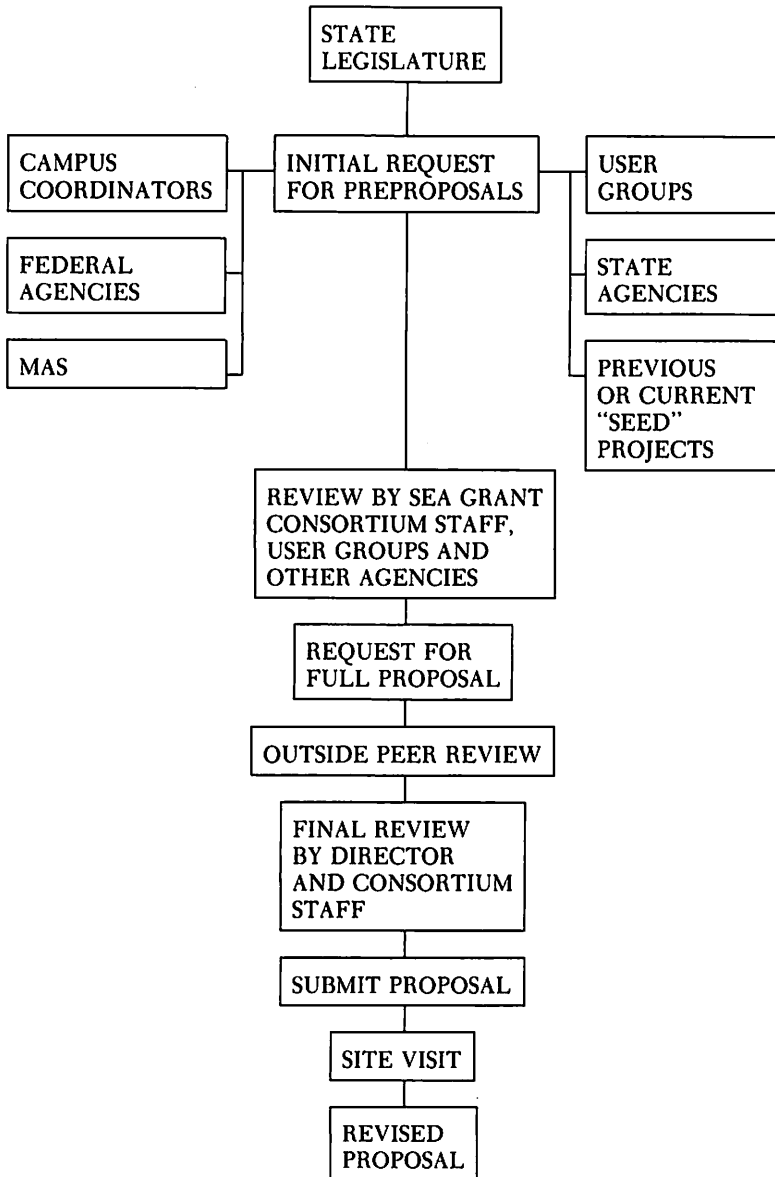 STATE
LEGISLATURE
CAMPUS
COORDINATORS
INITIAL REQUEST
FOR PREPROPOSALS
USER
GROUPS
FEDERAL
AGENCIES
STATE
AGENCIES
MAS
PREVIOUS
OR CURRENT
“SEED”
PROJECTS
REVIEW BY SEA GRANT
CONSORTIUM STAFF,
USER GROUPS AND
OTHER AGENCIES
REQUEST FOR
FULL PROPOSAL
OUTSIDE PEER REVIEW
FINAL REVIEW
BY DIRECTOR
AND CONSORTIUM
STAFF
SUBMIT PROPOSAL
SITE VISIT
REVISED
PROPOSAL